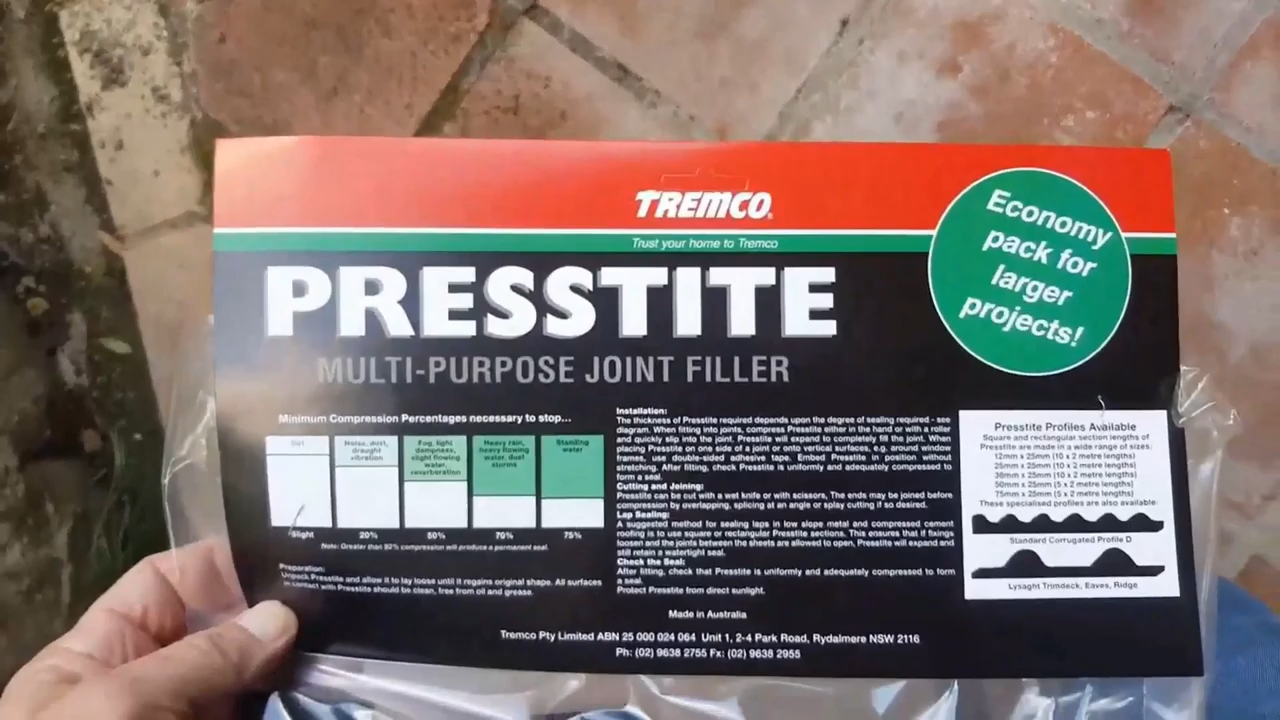 TREMCO
Trust your home to Tremco
Economy
pack for
larger
projects!
PRESSTITE
MULTI-PURPOSE JOINT FILLER
Minimum Compression Percentages necessary to stop...
Dirt
Noise, dust,
draught
vibration
Fog, light
dampness,
slight flowing
water,
reverberation
Heavy rain,
heavy flowing
water, dust
storms
Standing
water
Slight
20%
50%
70%
75%
Note: Greater than 92% compression will produce a permanent seal.
Preparation:
Unpack Presstite and allow it to lay loose until it regains original shape. All surfaces
in contact with Presstite should be clean, free from oil and grease.
Installation:
The thickness of Presstite required depends upon the degree of sealing required - see
diagram. When fitting into joints, compress Presstite either in the hand or with a roller
and quickly slip into the joint. Presstite will expand to completely fill the joint. When
placing Presstite on one side of a joint or onto vertical surfaces, e.g. around window
frames, use double-sided adhesive tape. Embed Presstite in position without
stretching. After fitting, check Presstite is uniformly and adequately compressed to
form a seal.
Cutting and Joining:
Presstite can be cut with a wet knife or with scissors, The ends may be joined before
compression by overlapping, splicing at an angle or splay cutting if so desired.
Lap Sealing:
A suggested method for sealing laps in low slope metal and compressed cement
roofing is to use square or rectangular Presstite sections. This ensures that if fixings
loosen and the joints between the sheets are allowed to open, Presstite will expand and
still retain a watertight seal.
Check the Seal:
After fitting, check that Presstite is uniformly and adequately compressed to form
a seal.
Protect Presstite from direct sunlight.
Presstite Profiles Available
Square and rectangular section lengths of
Presstite are made in a wide range of sizes:
12mm x 25mm (10 x 2 metre lengths)
25mm x 25mm (10 x 2 metre lengths)
36mm x 25mm (10 x 2 metre lengths)
50mm x 25mm (5 x 2 metre lengths)
75mm x 25mm (5 x 2 metre lengths)
These specialised profiles are also available:
Standard Corrugated Profile D
Lysaght Trimdeck, Eaves, Ridge
Made in Australia
Tremco Pty Limited ABN 25 000 024 064 Unit 1, 2-4 Park Road, Rydalmere NSW 2116
Ph: (02) 9638 2755 Fx: (02) 9638 2955